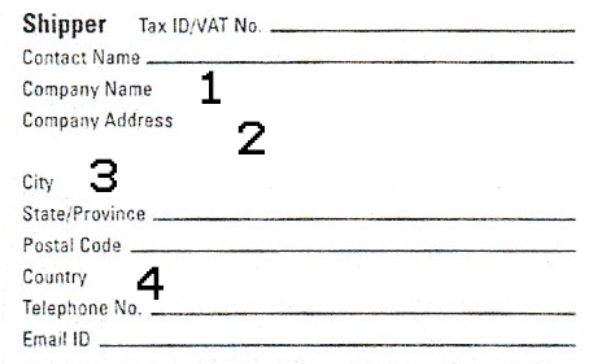 Shipper Tax ID/VAT No.
Contact Name
Company Name 1
Company Address
2
City 3
State/Province
Postal Code
Country 4
Telephone No.
Email ID